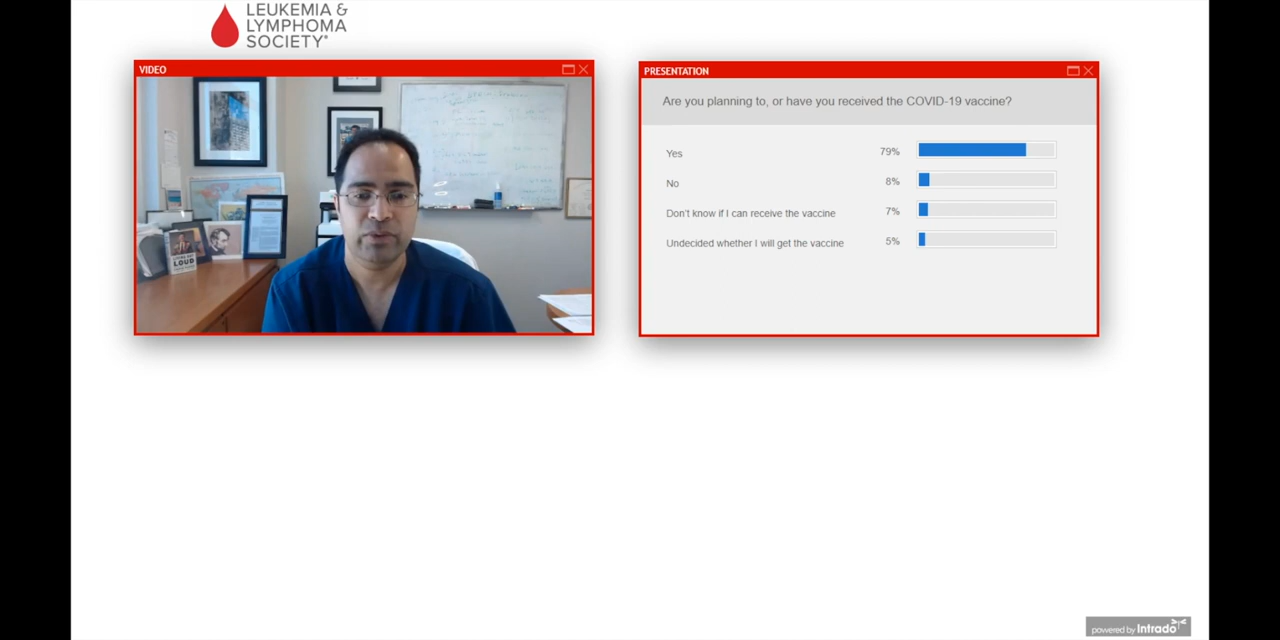 LEUKEMIA &
LYMPHOMA
SOCIETY®
VIDEO
LOUD
PRESENTATION
Are you planning to, or have you received the COVID-19 vaccine?
Yes 79%
No 8%
Don't know if I can receive the vaccine 7%
Undecided whether I will get the vaccine 5%
powered by Intrado